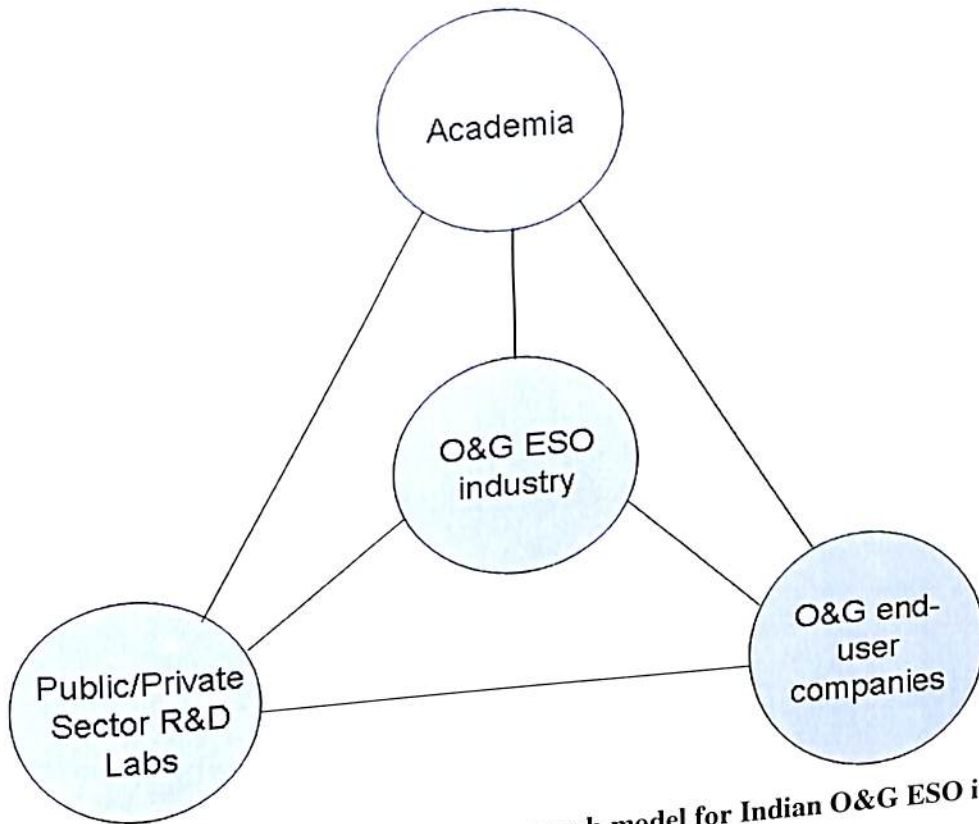 Academia
O&G ESO
industry
O&G end-
user
companies
Public/Private
Sector R&D
Labs
model for Indian O&G ESO i